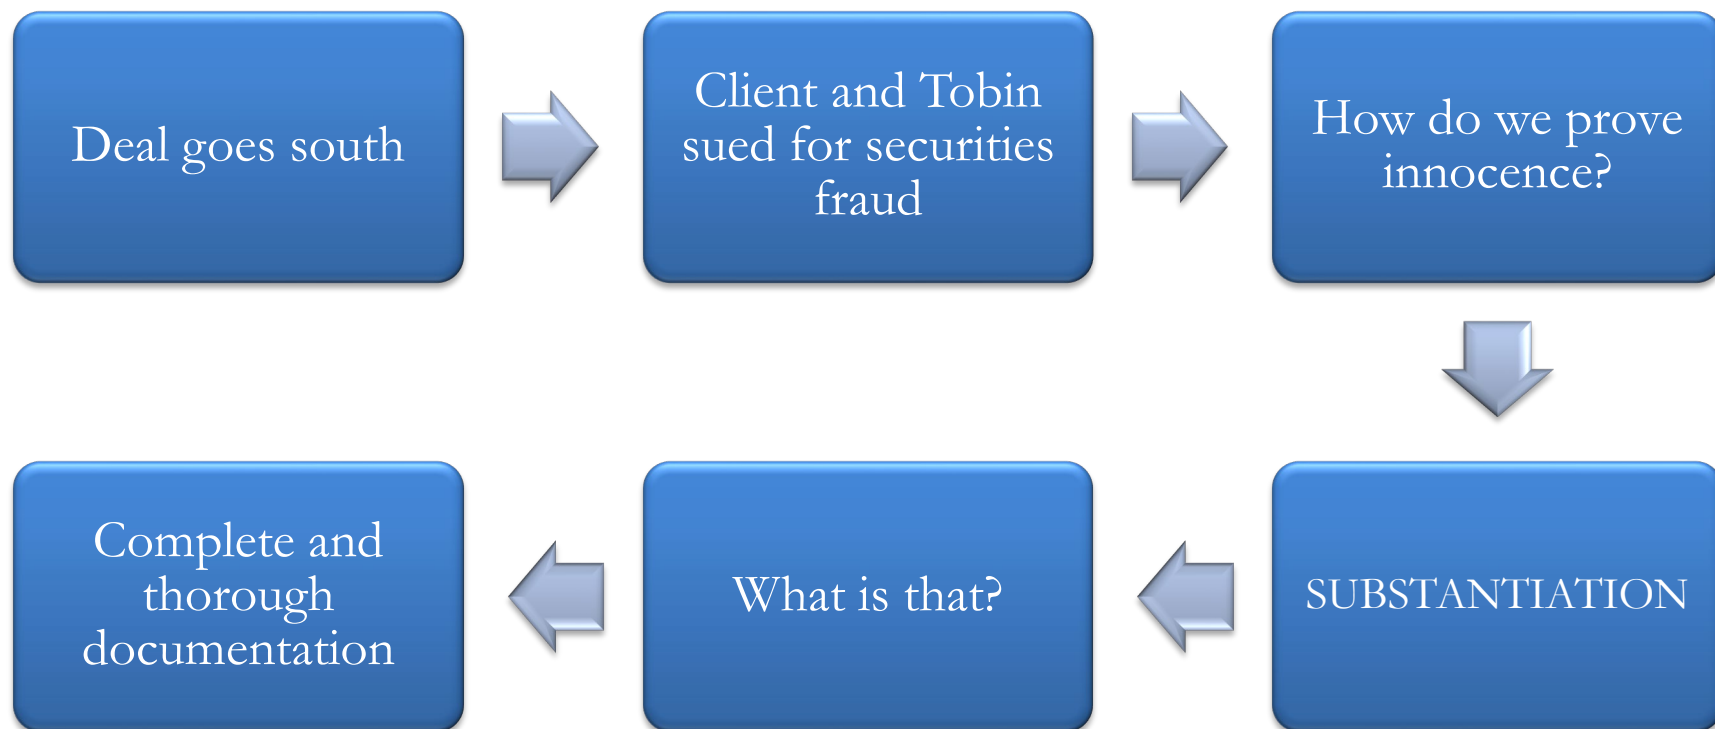 Deal goes south
Client and Tobin
sued for securities
fraud
How do we prove
innocence?
SUBSTANTIATION
What is that?
Complete and
thorough
documentation